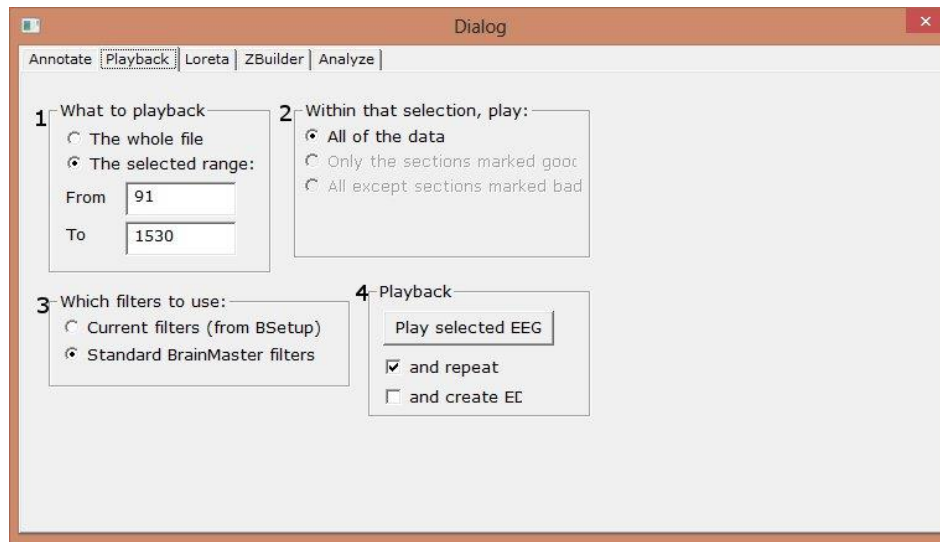 Dialog
Annotate Playback Loreta ZBuilder Analyze
1 What to playback
The whole file
The selected range:
From 91
To 1530
2 Within that selection, play:
All of the data
Only the sections marked good
All except sections marked bad
3 Which filters to use:
Current filters (from BSetup)
Standard BrainMaster filters
4 Playback
Play selected EEG
and repeat
and create